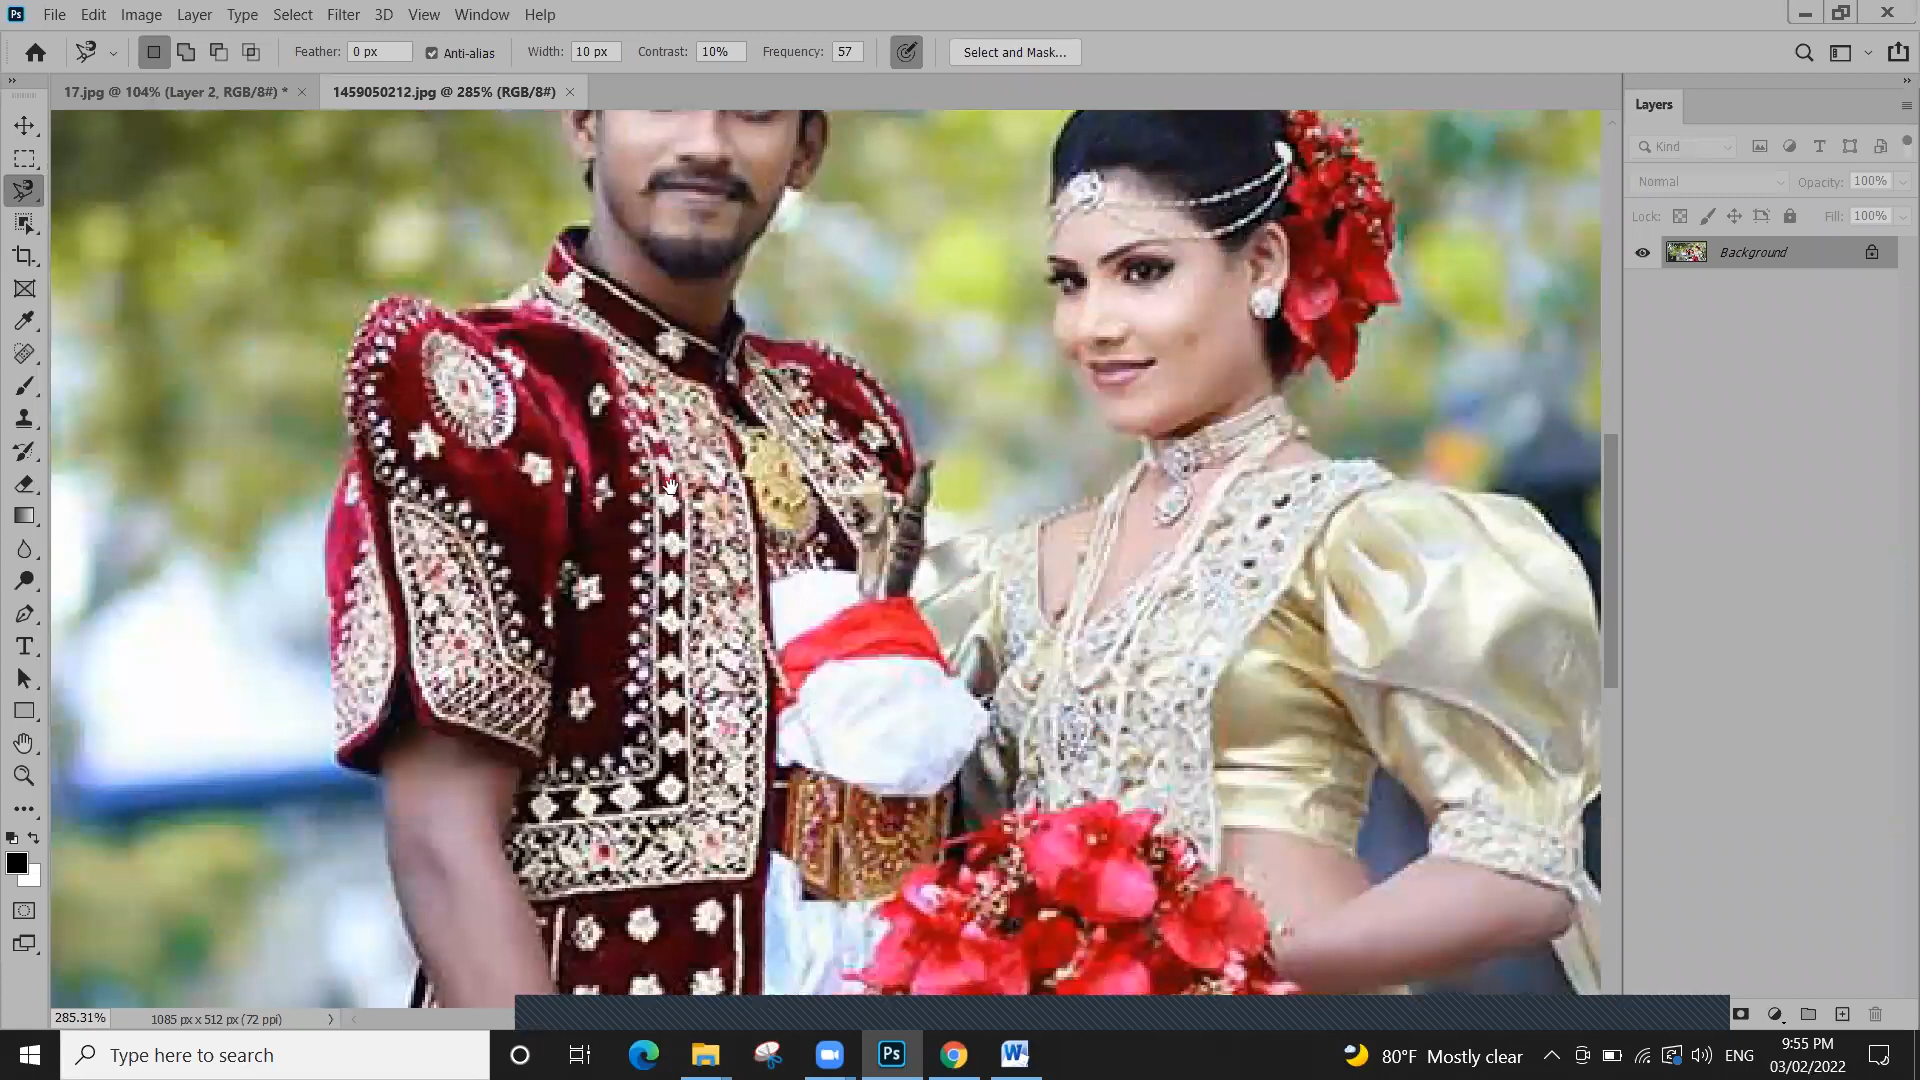 Ps File Edit Image Layer Type Select Filter 3D View Window Help
Feather: 0 px Anti-alias Width: 10 px Contrast: 10% Frequency: 57 Select and Mask...
17.jpg @ 104% (Layer 2, RGB/8#) * × 1459050212.jpg @ 285% (RGB/8#) ×
Layers
Kind
Normal Opacity: 100%
Lock: Fill: 100%
Background
285.31% 1085 px x 512 px (72 ppi)
Type here to search
Ps
W
80°F Mostly clear
ENG
9:55 PM
03/02/2022